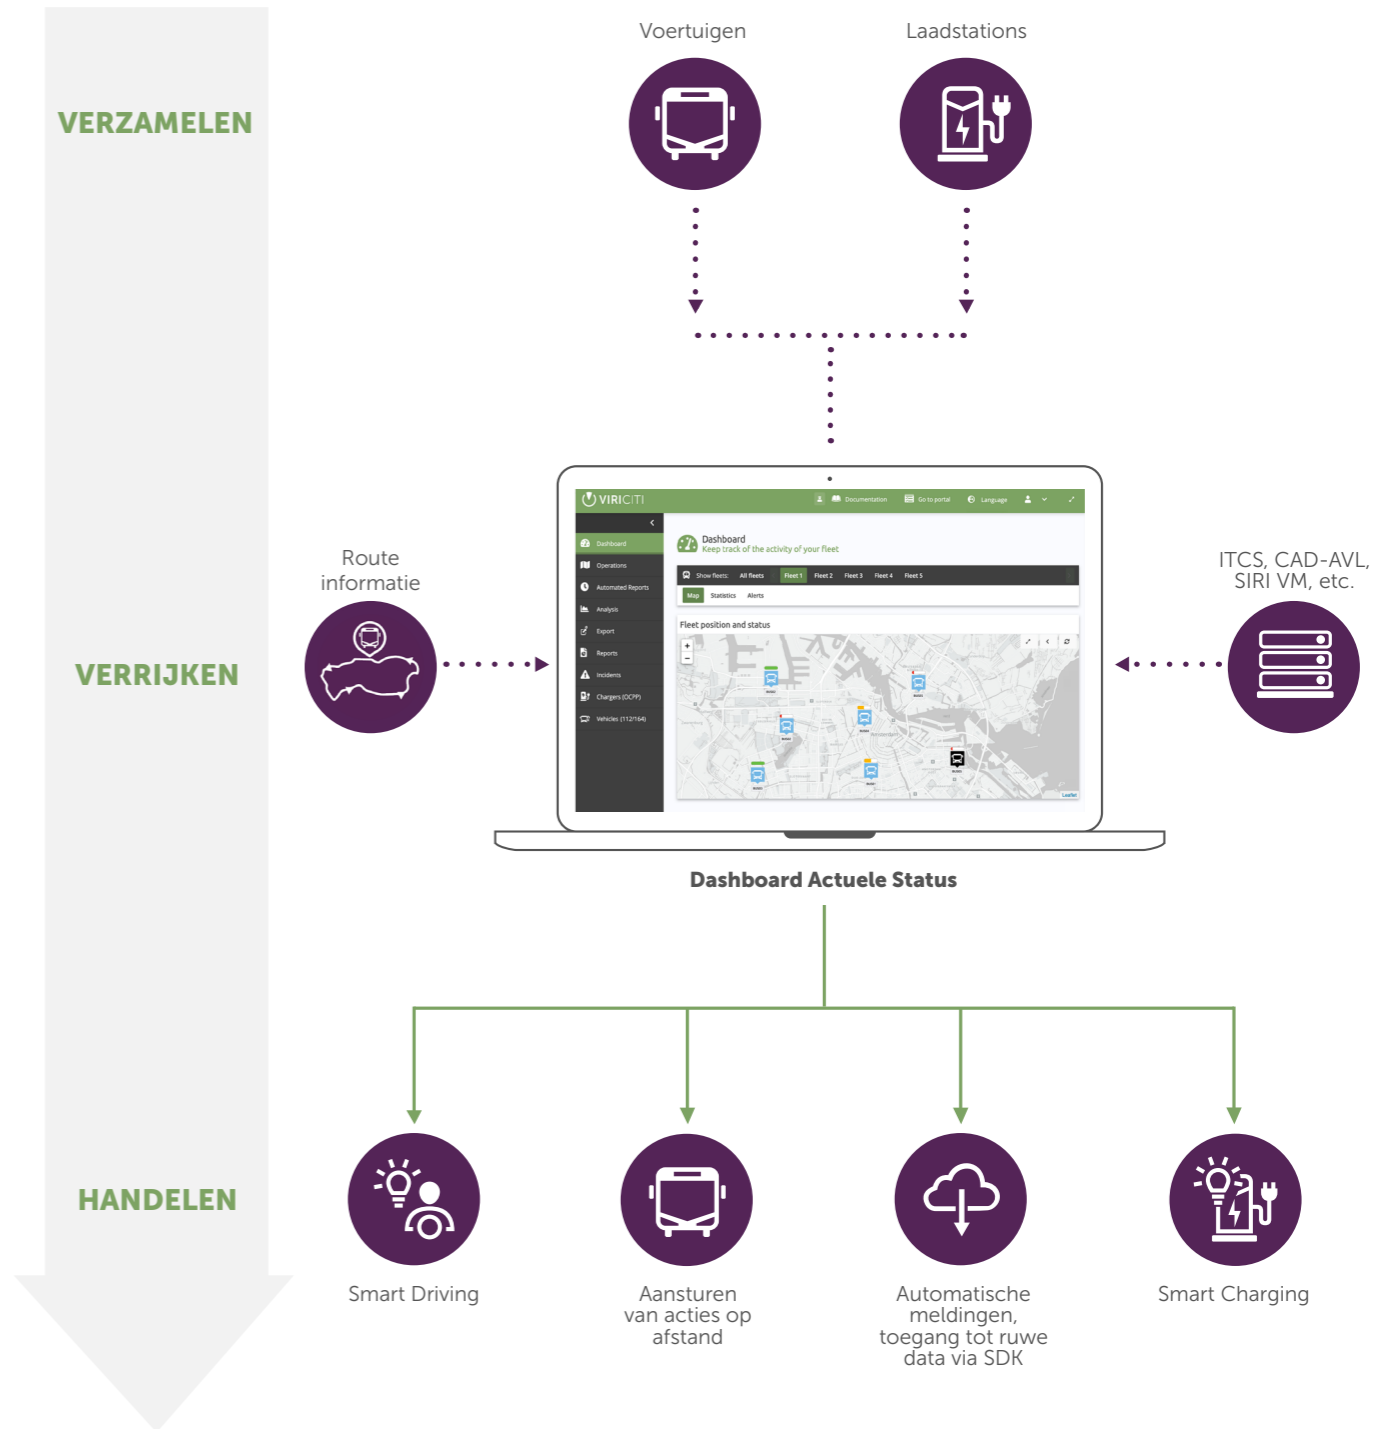 Voertuigen
Laadstations
VERZAMELEN
VIRICITI
Documentation
Go to portal
Language
Dashboard
Operations
Automated Reports
Analysis
Export
Reports
Incidents
Chargers (OCPP)
Vehicles (112/164)
Dashboard
Keep track of the activity of your fleet
Show fleets: All fleets Fleet 1 Fleet 2 Fleet 3 Fleet 4 Fleet 5
Map Statistics Alerts
Fleet position and status
+
−
Amsterdam
Leaflet
Route
informatie
ITCS, CAD-AVL,
SIRI VM, etc.
VERRIJKEN
Dashboard Actuele Status
HANDELEN
Smart Driving
Aansturen
van acties op
afstand
Automatische
meldingen,
toegang tot ruwe
data via SDK
Smart Charging